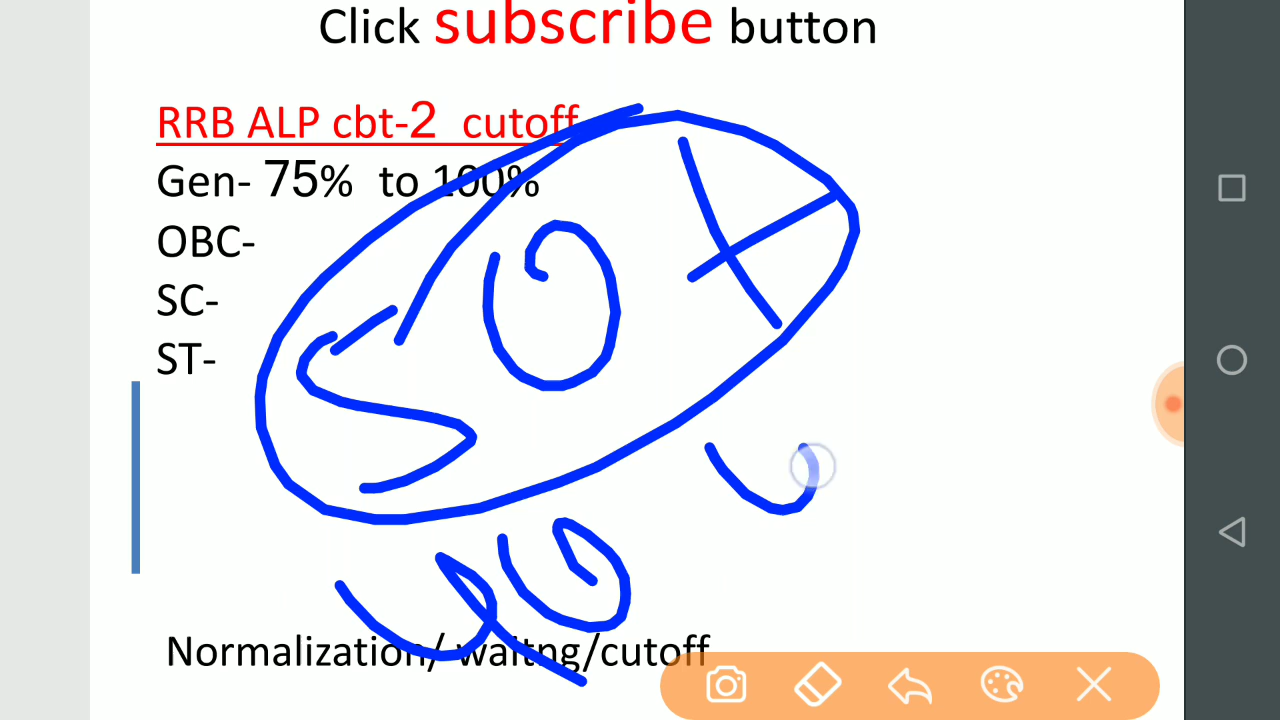 Click subscribe button
RRB ALP cbt-2 cutoff
Gen- 75% to 100%
OBC-
SC-
ST-
Normalization/ waitng/cutoff